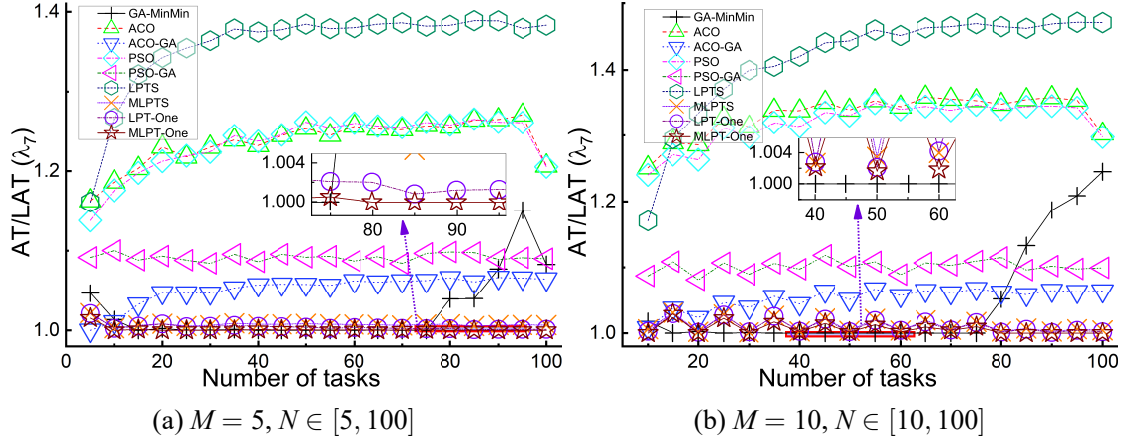 (a)
1.4
1.2
1.0
AT/LAT (λ₇)
GA-MinMin
ACO
ACO-GA
PSO
PSO-GA
LPTS
MLPTS
LPT-One
MLPT-One
1.004
1.002
1.000
80 90
0 20 40 60 80 100
Number of tasks
(a) M = 5, N ∈ [5, 100]
(b)
1.4
1.3
1.2
1.1
1.0
AT/LAT (λ₇)
GA-MinMin
ACO
ACO-GA
PSO
PSO-GA
LPTS
MLPTS
LPT-One
MLPT-One
1.004
1.000
40 50 60
20 40 60 80 100
Number of tasks
(b) M = 10, N ∈ [10, 100]